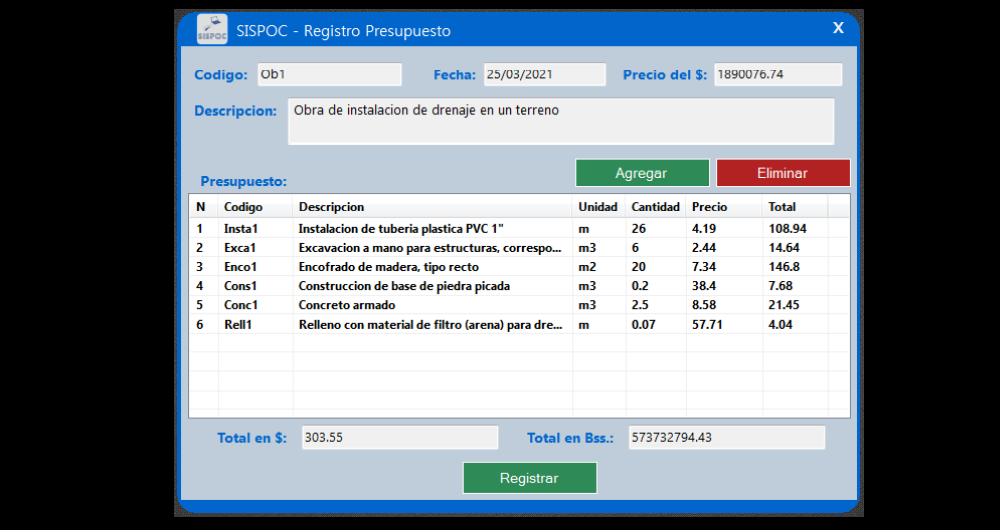 SISPOC
SISPOC - Registro Presupuesto X
Codigo: Ob1 Fecha: 25/03/2021 Precio del $: 1890076.74
Descripcion: Obra de instalacion de drenaje en un terreno
Agregar Eliminar
Presupuesto:
N Codigo Descripcion Unidad Cantidad Precio Total
1 Insta1 Instalacion de tuberia plastica PVC 1" m 26 4.19 108.94
2 Exca1 Excavacion a mano para estructuras, correspo... m3 6 2.44 14.64
3 Enco1 Encofrado de madera, tipo recto m2 20 7.34 146.8
4 Cons1 Construccion de base de piedra picada m3 0.2 38.4 7.68
5 Conc1 Concreto armado m3 2.5 8.58 21.45
6 Rell1 Relleno con material de filtro (arena) para dre... m 0.07 57.71 4.04
Total en $: 303.55 Total en Bss.: 573732794.43
Registrar